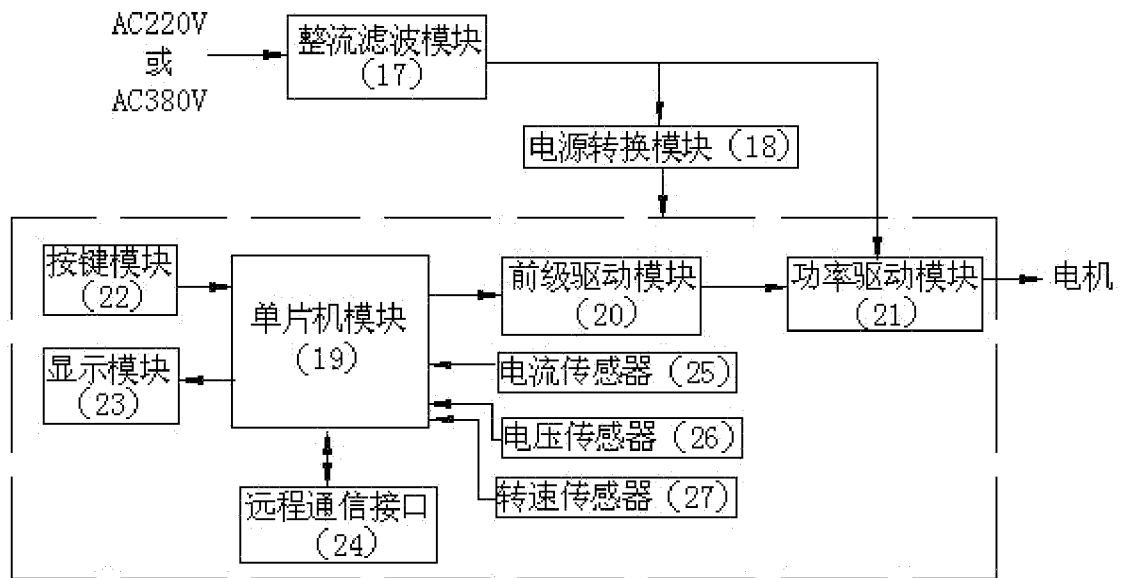 AC220V
或
AC380V
整流滤波模块
(17)
电源转换模块(18)
按键模块
(22)
单片机模块
(19)
前级驱动模块
(20)
功率驱动模块
(21)
电机
显示模块
(23)
电流传感器(25)
电压传感器(26)
转速传感器(27)
远程通信接口
(24)